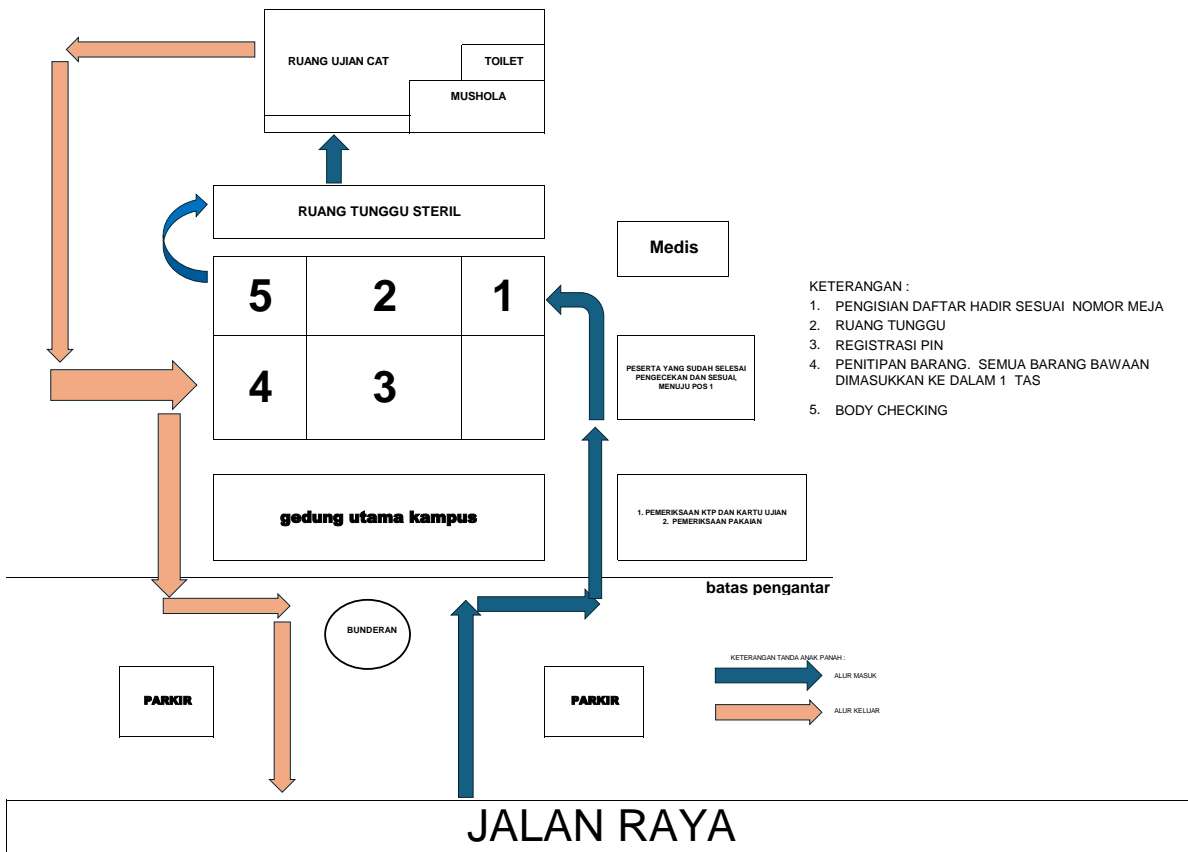 RUANG UJIAN CAT
TOILET
MUSHOLA
RUANG TUNGGU STERIL
Medis
5
2
1
4
3
KETERANGAN :
1. PENGISIAN DAFTAR HADIR SESUAI NOMOR MEJA
2. RUANG TUNGGU
3. REGISTRASI PIN
4. PENITIPAN BARANG. SEMUA BARANG BAWAAN
DIMASUKKAN KE DALAM 1 TAS
5. BODY CHECKING
PESERTA YANG SUDAH SELESAI
PENGECEKAN DAN SESUAI,
MENUJU POS 1
gedung utama kampus
1. PEMERIKSAAN KTP DAN KARTU UJIAN
2. PEMERIKSAAN PAKAIAN
batas pengantar
BUNDERAN
PARKIR
PARKIR
KETERANGAN TANDA ANAK PANAH :
ALUR MASUK
ALUR KELUAR
JALAN RAYA